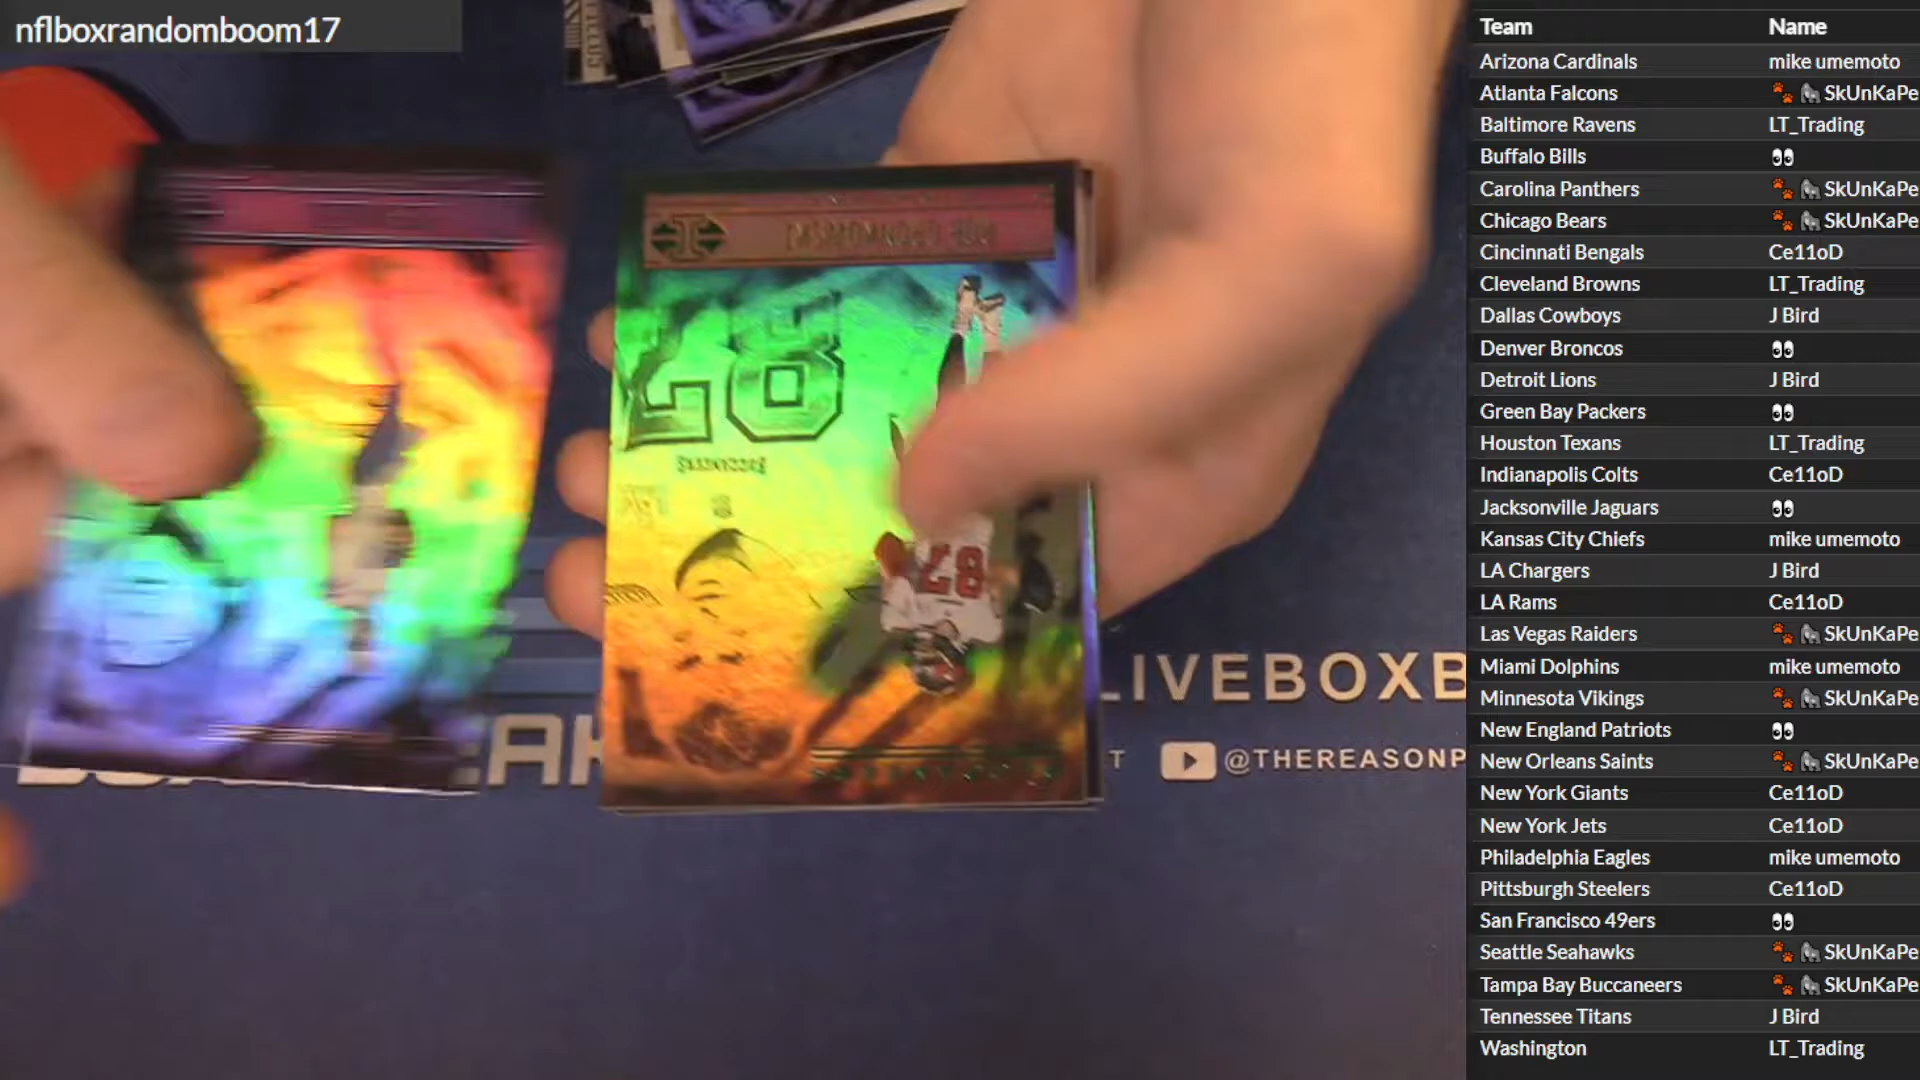 nflboxrandomboom17
Team Name
Arizona Cardinals mike umemoto
Atlanta Falcons 🐾 🦍 SkUnKaPe
Baltimore Ravens LT_Trading
Buffalo Bills 👀
Carolina Panthers 🐾 🦍 SkUnKaPe
Chicago Bears 🐾 🦍 SkUnKaPe
Cincinnati Bengals Ce11oD
Cleveland Browns LT_Trading
Dallas Cowboys J Bird
Denver Broncos 👀
Detroit Lions J Bird
Green Bay Packers 👀
Houston Texans LT_Trading
Indianapolis Colts Ce11oD
Jacksonville Jaguars 👀
Kansas City Chiefs mike umemoto
LA Chargers J Bird
LA Rams Ce11oD
Las Vegas Raiders 🐾 🦍 SkUnKaPe
Miami Dolphins mike umemoto
Minnesota Vikings 🐾 🦍 SkUnKaPe
New England Patriots 👀
New Orleans Saints 🐾 🦍 SkUnKaPe
New York Giants Ce11oD
New York Jets Ce11oD
Philadelphia Eagles mike umemoto
Pittsburgh Steelers Ce11oD
San Francisco 49ers 👀
Seattle Seahawks 🐾 🦍 SkUnKaPe
Tampa Bay Buccaneers 🐾 🦍 SkUnKaPe
Tennessee Titans J Bird
Washington LT_Trading
ROB GRONKOWSKI
87
BUCCANEERS
87
LIVEBOXB
@THEREASONP